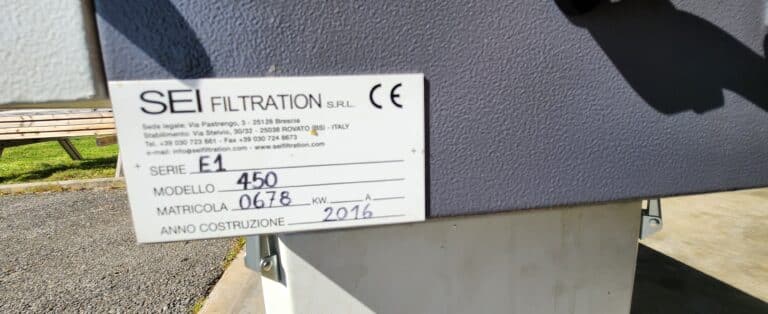 SEI FILTRATION S.R.L. CE
Sede legale: Via Pastrengo, 3 - 25128 Brescia
Stabilimento: Via Stelvio, 30/32 - 25038 ROVATO (BS) - ITALY
Tel. +39 030 723 881 - Fax +39 030 724 8673
e-mail: info@seifiltration.com - www.seifiltration.com
SERIE E1
MODELLO 450
MATRICOLA 0678 KW. A
ANNO COSTRUZIONE 2016